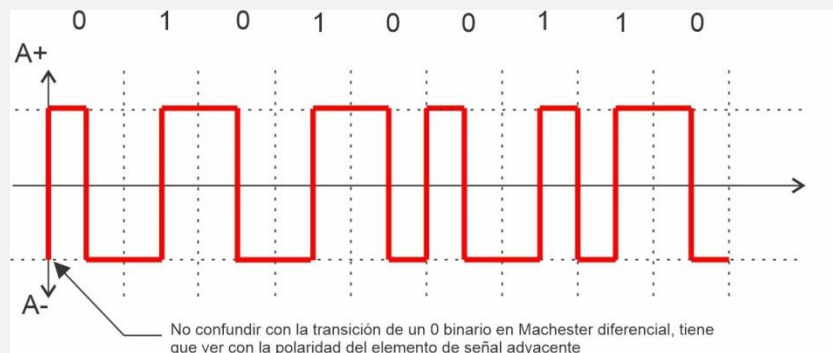 0 1 0 1 0 0 1 1 0
A+
A-
No confundir con la transición de un 0 binario en Machester diferencial, tiene
que ver con la polaridad del elemento de señal adyacente